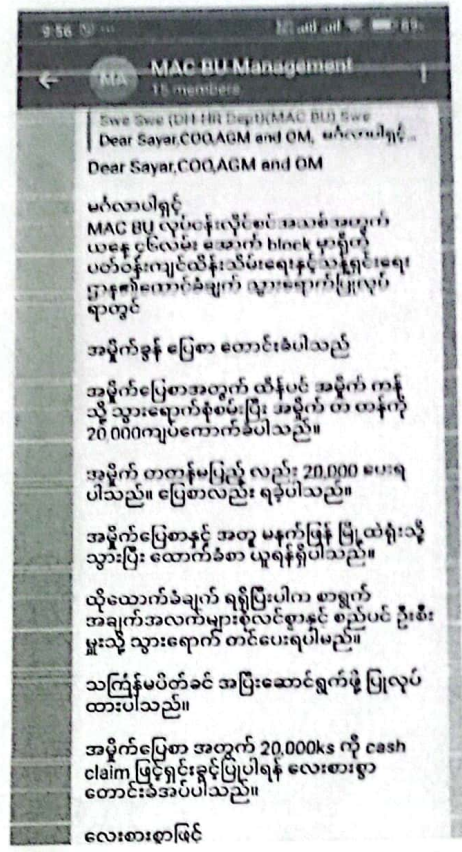 9:56
MA
MAC BU Management
15 members
Swe Swe (DH-HR Dept)(MAC BU) Swe
Dear Sayar,COO,AGM and OM, မင်္ဂလာပါရှင့်...
Dear Sayar,COO,AGM and OM
မင်္ဂလာပါရှင့်
MAC BU လုပ်ငန်းလိုင်စင်အသစ်အတွက်
ယနေ့ ၄၆လမ်း အောက် block မှာရှိတဲ့
ပတ်ဝန်းကျင်ထိန်းသိမ်းရေးနှင့်သန့်ရှင်းရေး
ဌာန၏ထောင်ခံချက် သွားရောက်ပြုလုပ်
ရာတွင်
အမှိုက်ခွန် ပြေစာ တောင်းခံပါသည်
အမှိုက်ပြေစာအတွက် ထိန်ပင် အမှိုက် ကန်
သို့ သွားရောက်စုံစမ်းပြီး အမှိုက် တ တန်ကို
20,000ကျပ်ကောက်ခံပါသည်။
အမှိုက် တတန်မပြည့် လည်း 20,000 ပေးရ
ပါသည်။ ပြေစာလည်း ရခဲ့ပါသည်။
အမှိုက်ပြေစာနှင့် အတူ မနက်ဖြန် မြို့ထဲရုံးသို့
သွားပြီး ထောက်ခံစာ ယူရန်ရှိပါသည်။
ထိုထောက်ခံချက် ရရှိပြီးပါက စာရွက်
အချက်အလက်များစုံလင်စွာနှင့် စည်ပင် ဦးစီး
မှူးသို့ သွားရောက် တင်ပေးရပါမည်။
သင်္ကြန်မပိတ်ခင် အပြီးဆောင်ရွက်ဖို့ ပြုလုပ်
ထားပါသည်။
အမှိုက်ပြေစာ အတွက် 20,000ks ကို cash
claim ဖြင့်ရှင်းခွင့်ပြုပါရန် လေးစားစွာ
တောင်းခံအပ်ပါသည်။
လေးစားစွာဖြင့်